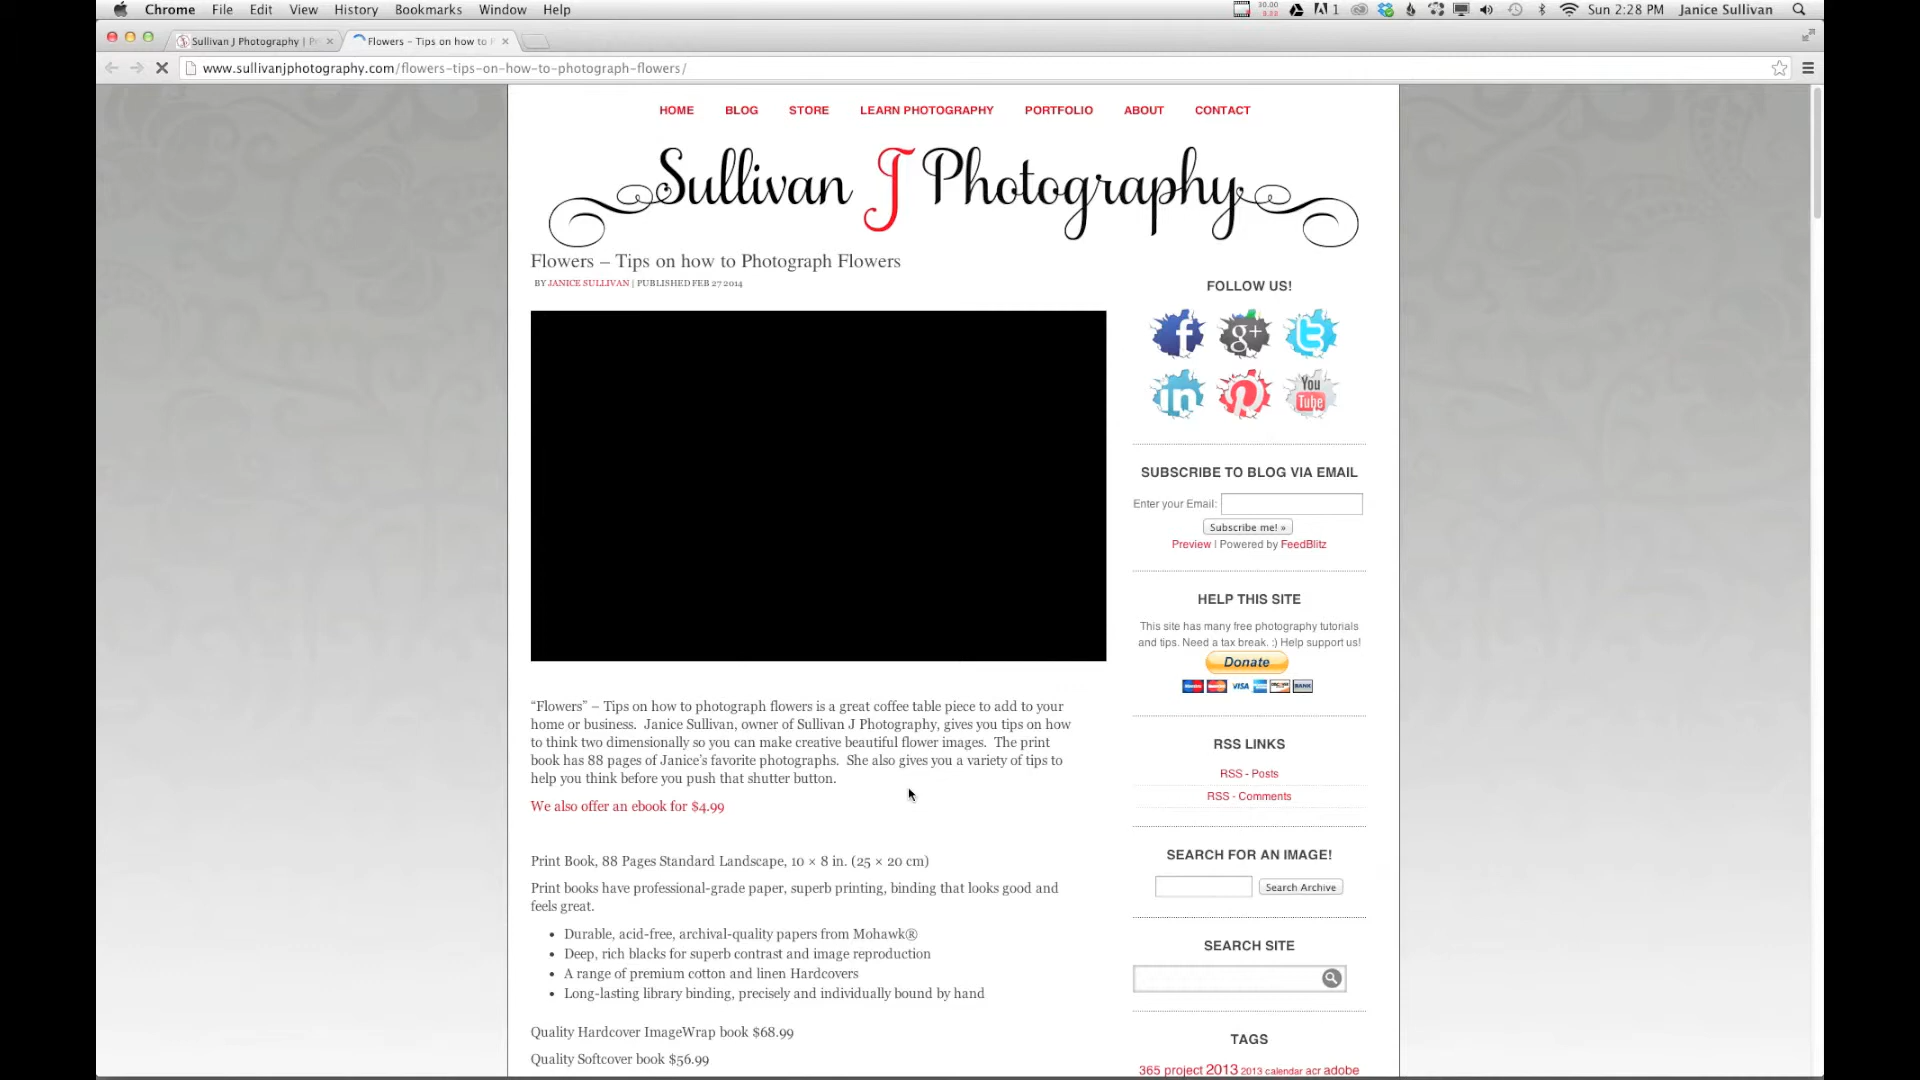 Chrome File Edit View History Bookmarks Window Help
30.00
0.00
1
Sun 2:28 PM Janice Sullivan
Sullivan J Photography |
Flowers – Tips on how to
www.sullivanjphotography.com/flowers-tips-on-how-to-photograph-flowers/
HOME BLOG STORE LEARN PHOTOGRAPHY PORTFOLIO ABOUT CONTACT
Sullivan J Photography
Flowers – Tips on how to Photograph Flowers
BY JANICE SULLIVAN | PUBLISHED FEB 27 2014
“Flowers” – Tips on how to photograph flowers is a great coffee table piece to add to your
home or business. Janice Sullivan, owner of Sullivan J Photography, gives you tips on how
to think two dimensionally so you can make creative beautiful flower images. The print
book has 88 pages of Janice’s favorite photographs. She also gives you a variety of tips to
help you think before you push that shutter button.
We also offer an ebook for $4.99
Print Book, 88 Pages Standard Landscape, 10 × 8 in. (25 × 20 cm)
Print books have professional-grade paper, superb printing, binding that looks good and
feels great.
• Durable, acid-free, archival-quality papers from Mohawk®
• Deep, rich blacks for superb contrast and image reproduction
• A range of premium cotton and linen Hardcovers
• Long-lasting library binding, precisely and individually bound by hand
Quality Hardcover ImageWrap book $68.99
Quality Softcover book $56.99
FOLLOW US!
f g+ t
in P You Tube
SUBSCRIBE TO BLOG VIA EMAIL
Enter your Email:
Subscribe me! »
Preview | Powered by FeedBlitz
HELP THIS SITE
This site has many free photography tutorials
and tips. Need a tax break. ;) Help support us!
Donate
VISA BANK
RSS LINKS
RSS - Posts
RSS - Comments
SEARCH FOR AN IMAGE!
Search Archive
SEARCH SITE
TAGS
365 project 2013 2013 calendar acr adobe